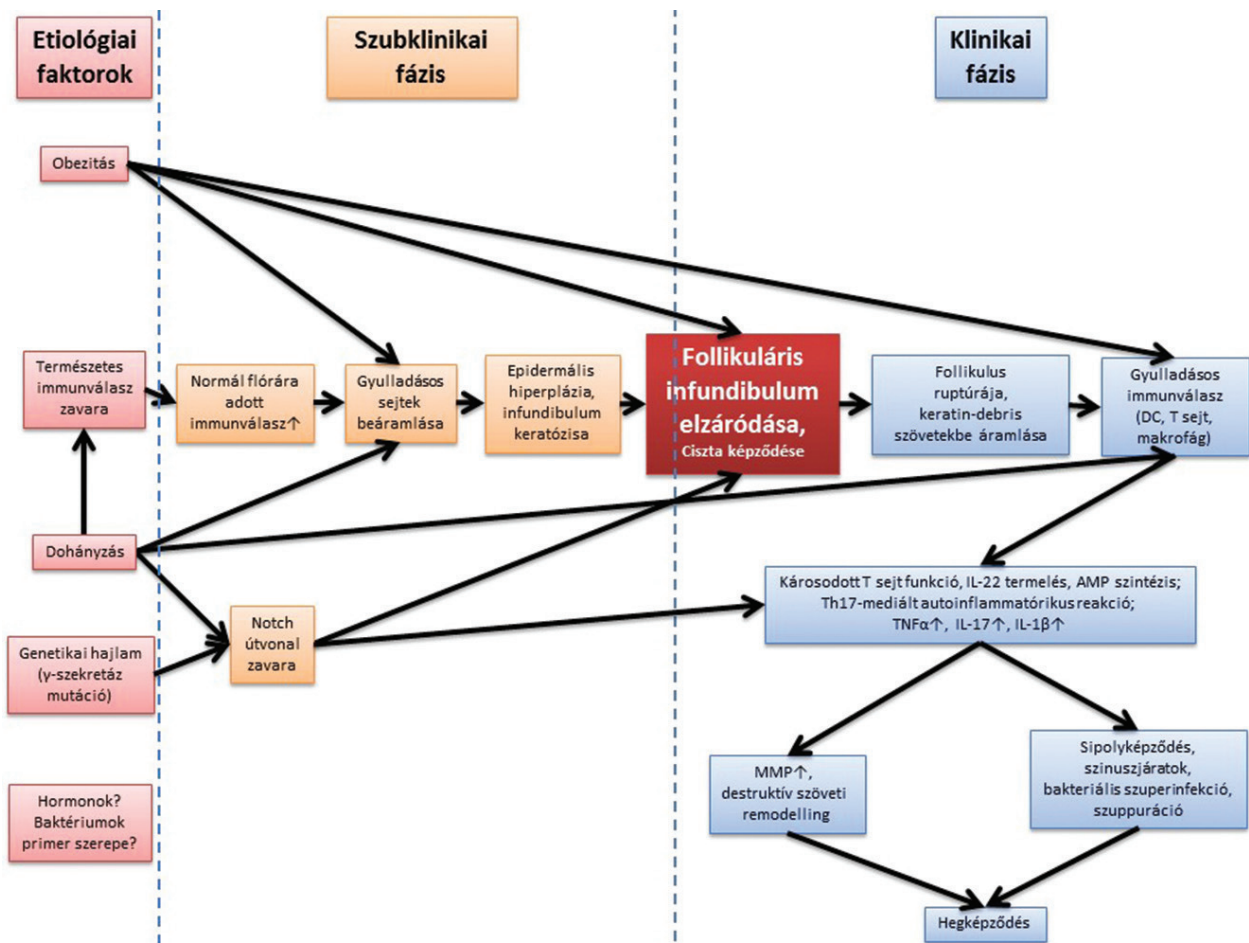 Etiológiai
faktorok
Szubklinikai
fázis
Klinikai
fázis
Obezitás
Természetes
immunválasz
zavara
Normál flórára
adott
immunválasz↑
Gyulladásos
sejtek
beáramlása
Epidermális
hiperplázia,
infundibulum
keratózisa
Follikuláris
infundibulum
elzáródása,
Ciszta képződése
Follikulus
ruptúrája,
keratin-debris
szövetekbe áramlása
Gyulladásos
immunválasz
(DC, T sejt,
makrofág)
Dohányzás
Notch
útvonal
zavara
Károsodott T sejt funkció, IL-22 termelés, AMP szintézis;
Th17-mediált autoinflammatórikus reakció;
TNFα↑, IL-17↑, IL-1β↑
Genetikai hajlam
(γ-szekretáz
mutáció)
MMP↑,
destruktív szöveti
remodelling
Sipolyképződés,
szinuszjáratok,
bakteriális szuperinfekció,
szuppuráció
Hormonok?
Baktériumok
primer szerepe?
Hegképződés